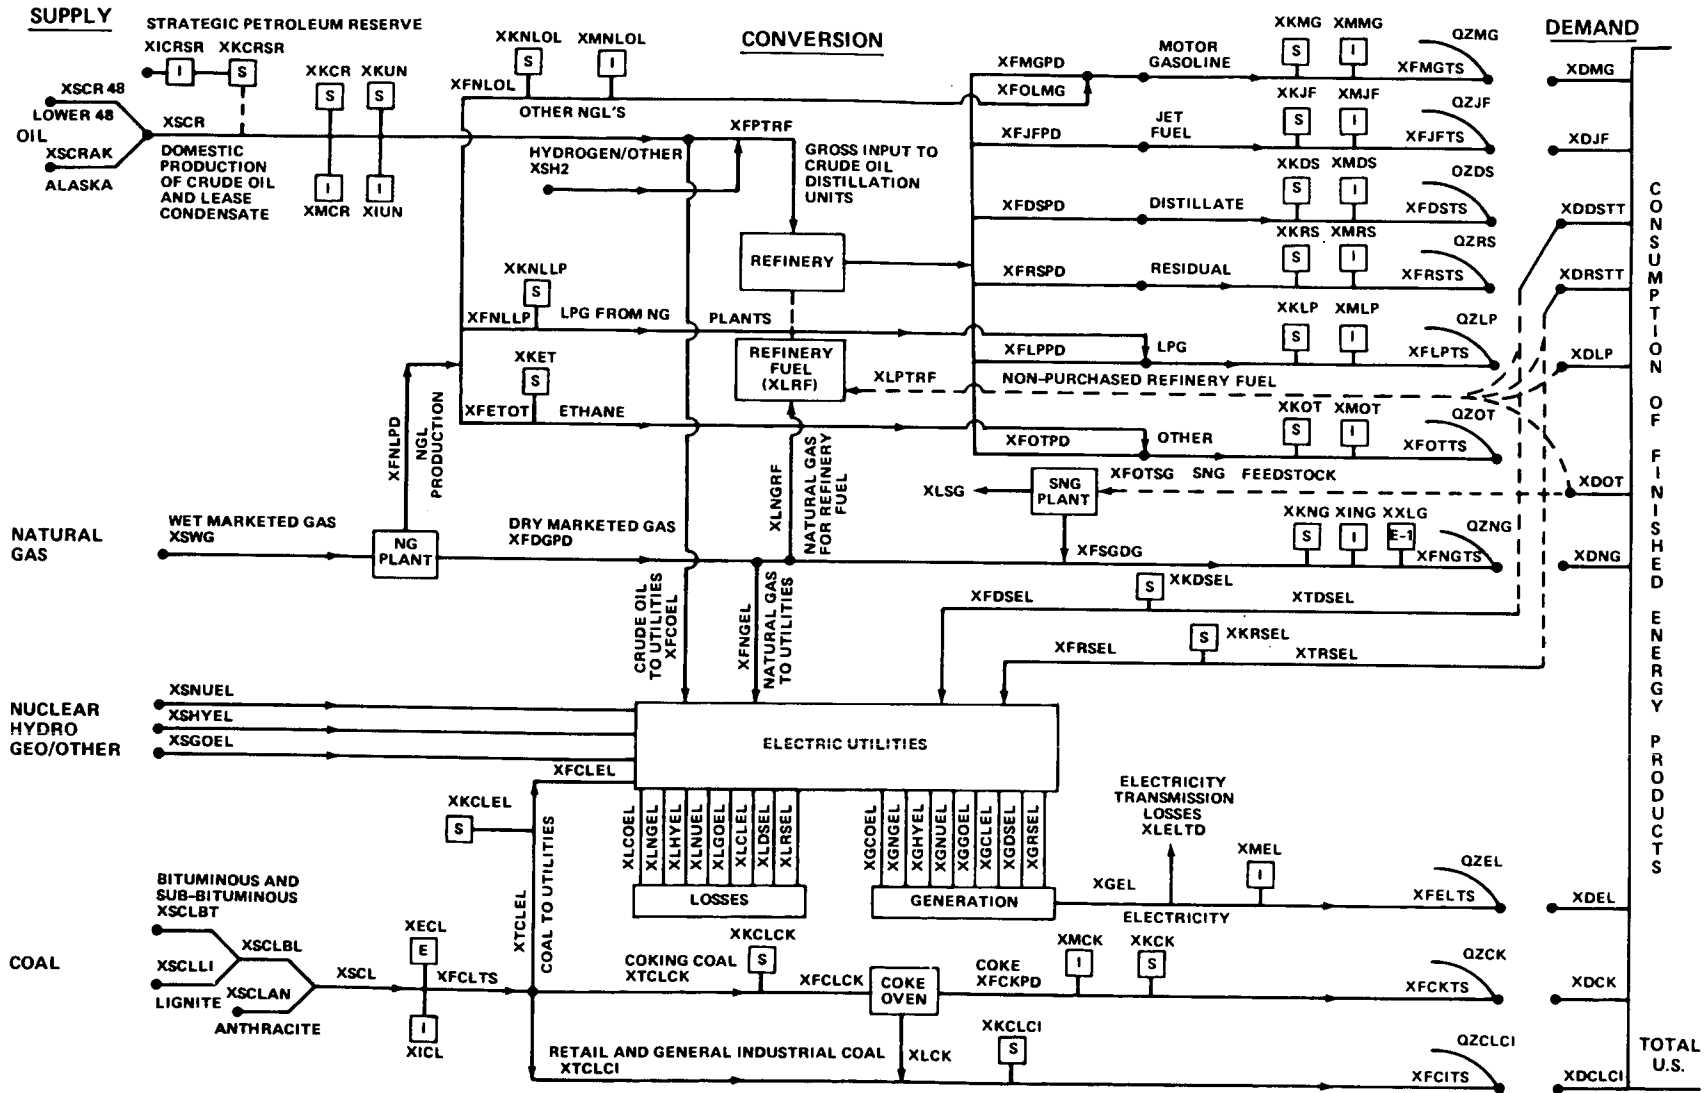 SUPPLY
CONVERSION
DEMAND
STRATEGIC PETROLEUM RESERVE
XICRSR
XKCRSR
I
S
XSCR 48
LOWER 48
OIL
XSCRAK
ALASKA
XSCR
DOMESTIC
PRODUCTION
OF CRUDE OIL
AND LEASE
CONDENSATE
XKCR
XKUN
S
S
I
I
XMCR
XIUN
XKNLOL
XMNLOL
S
I
XFNLOL
OTHER NGL'S
XFPTRF
HYDROGEN/OTHER
XSH2
GROSS INPUT TO
CRUDE OIL
DISTILLATION
UNITS
REFINERY
XKNLLP
S
XFNLLP
LPG FROM NG
PLANTS
REFINERY
FUEL
(XLRF)
XLPTRF
NON-PURCHASED REFINERY FUEL
XKET
S
XFETOT
ETHANE
XFNLPD
NGL
PRODUCTION
XLNGRF
NATURAL GAS
FOR REFINERY
FUEL
XFMGPD
XFOLMG
MOTOR
GASOLINE
XKMG
XMMG
S
I
QZMG
XFMGTS
XDMG
XFJFPD
JET
FUEL
XKJF
XMJF
S
I
QZJF
XFJFTS
XDJF
XFDSPD
DISTILLATE
XKDS
XMDS
S
I
QZDS
XFDSTS
XDDSTT
XFRSPD
RESIDUAL
XKRS
XMRS
S
I
QZRS
XFRSTS
XDRSTT
XFLPPD
LPG
XKLP
XMLP
S
I
QZLP
XFLPTS
XDLP
XFOTPD
OTHER
XKOT
XMOT
S
I
QZOT
XFOTTS
XDOT
XFOTSG SNG FEEDSTOCK
XLSG
SNG
PLANT
XFSGDG
XKNG
XING
XXLG
S
I
E-1
QZNG
XFNGTS
XDNG
NATURAL
GAS
WET MARKETED GAS
XSWG
NG
PLANT
DRY MARKETED GAS
XFDGPD
CRUDE OIL
TO UTILITIES
XFCOEL
XFNGEL
NATURAL GAS
TO UTILITIES
XFDSEL
S
XKDSEL
XTDSEL
XFRSEL
S
XKRSEL
XTRSEL
NUCLEAR
HYDRO
GEO/OTHER
XSNUEL
XSHYEL
XSGOEL
ELECTRIC UTILITIES
XFCLEL
XKCLEL
S
XTCLEL
COAL TO UTILITIES
XLCOEL
XLNGEL
XLHYEL
XLNUEL
XLGOEL
XLCLEL
XLDSEL
XLRSEL
LOSSES
XGCOEL
XGNGEL
XGHYEL
XGNUEL
XGGOEL
XGCLEL
XGDSEL
XGRSEL
GENERATION
ELECTRICITY
TRANSMISSION
LOSSES
XLELTD
XGEL
ELECTRICITY
XMEL
I
QZEL
XFELTS
XDEL
COAL
BITUMINOUS AND
SUB-BITUMINOUS
XSCLBT
XSCLBL
XSCLLI
LIGNITE
XSCLAN
ANTHRACITE
XSCL
XECL
E
XFCLTS
I
XICL
COKING COAL
XTCLCK
XKCLCK
S
XFCLCK
COKE
OVEN
COKE
XFCKPD
XMCK
I
XKCK
S
QZCK
XFCKTS
XDCK
RETAIL AND GENERAL INDUSTRIAL COAL
XTCLCI
XLCK
XKCLCI
S
QZCLCI
XFCITS
XDCLCI
CONSUMPTION OF FINISHED ENERGY PRODUCTS
TOTAL
U.S.